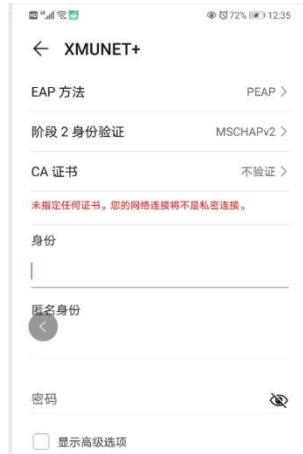 72% 12:35
XMUNET+
EAP 方法 PEAP
阶段 2 身份验证 MSCHAPv2
CA 证书 不验证
未指定任何证书。您的网络连接将不是私密连接。
身份
匿名身份
密码
显示高级选项